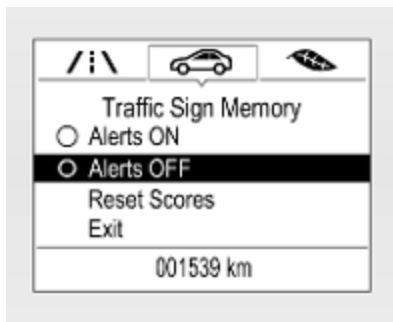 Traffic Sign Memory
Alerts ON
Alerts OFF
Reset Scores
Exit
001539 km